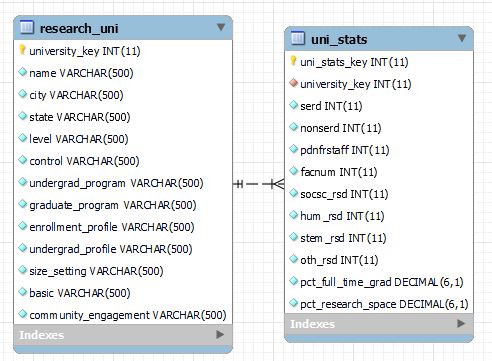 research_uni
university_key INT(11)
name VARCHAR(500)
city VARCHAR(500)
state VARCHAR(500)
level VARCHAR(500)
control VARCHAR(500)
undergrad_program VARCHAR(500)
graduate_program VARCHAR(500)
enrollment_profile VARCHAR(500)
undergrad_profile VARCHAR(500)
size_setting VARCHAR(500)
basic VARCHAR(500)
community_engagement VARCHAR(500)
Indexes
uni_stats
uni_stats_key INT(11)
university_key INT(11)
serd INT(11)
nonserd INT(11)
pdnfrstaff INT(11)
facnum INT(11)
socsc_rsd INT(11)
hum_rsd INT(11)
stem_rsd INT(11)
oth_rsd INT(11)
pct_full_time_grad DECIMAL(6,1)
pct_research_space DECIMAL(6,1)
Indexes